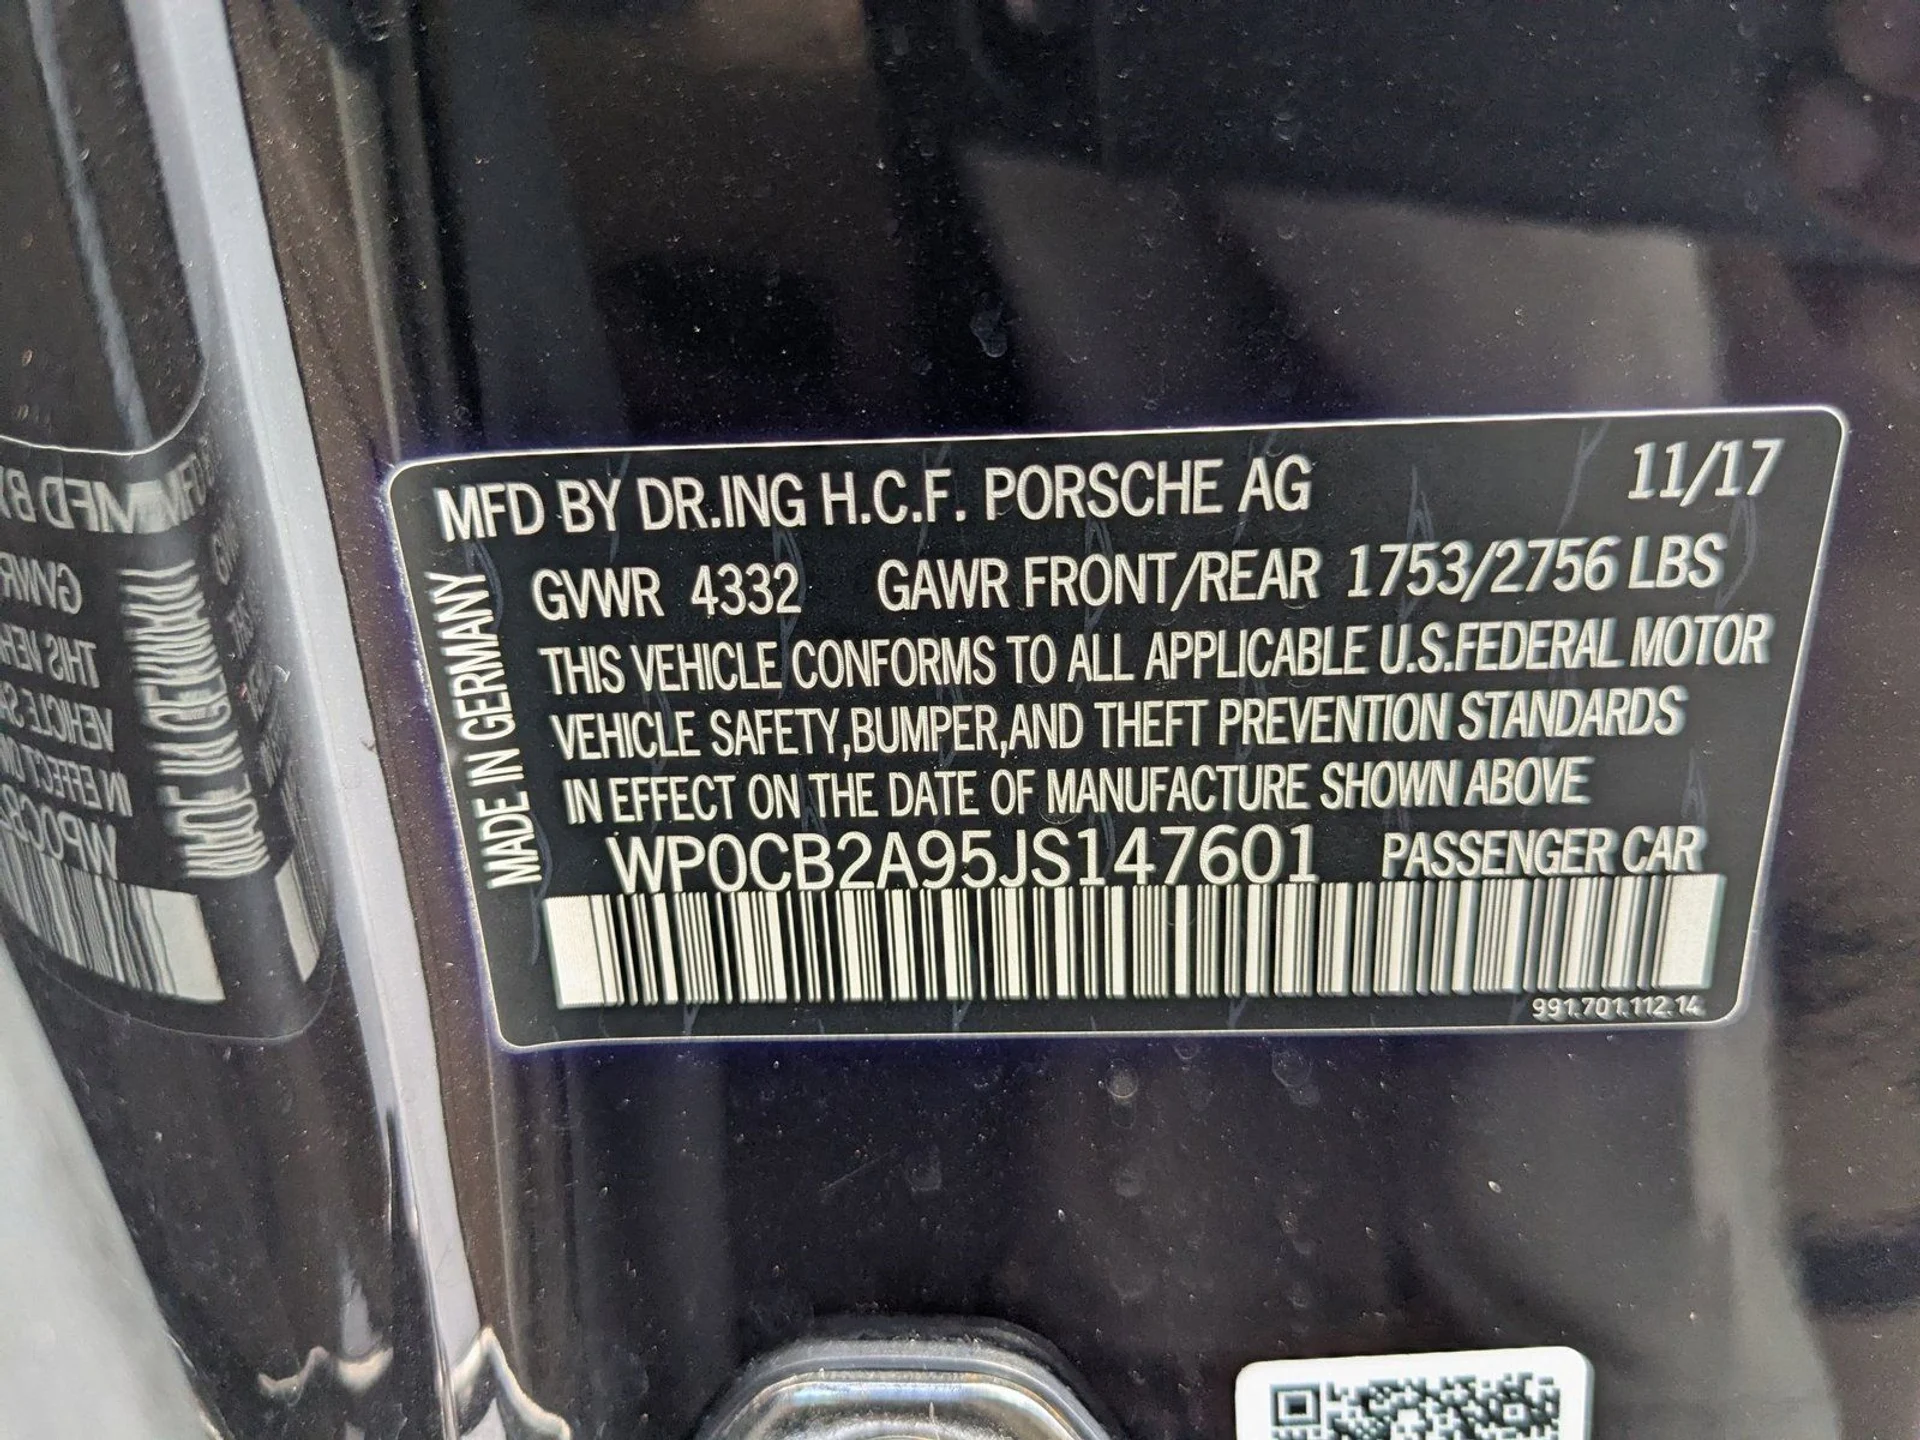 MFD BY DR.ING H.C.F. PORSCHE AG 11/17
GVWR 4332 GAWR FRONT/REAR 1753/2756 LBS
THIS VEHICLE CONFORMS TO ALL APPLICABLE U.S.FEDERAL MOTOR
VEHICLE SAFETY,BUMPER,AND THEFT PREVENTION STANDARDS
IN EFFECT ON THE DATE OF MANUFACTURE SHOWN ABOVE
WP0CB2A95JS147601 PASSENGER CAR
991.701.112.14
MADE IN GERMANY